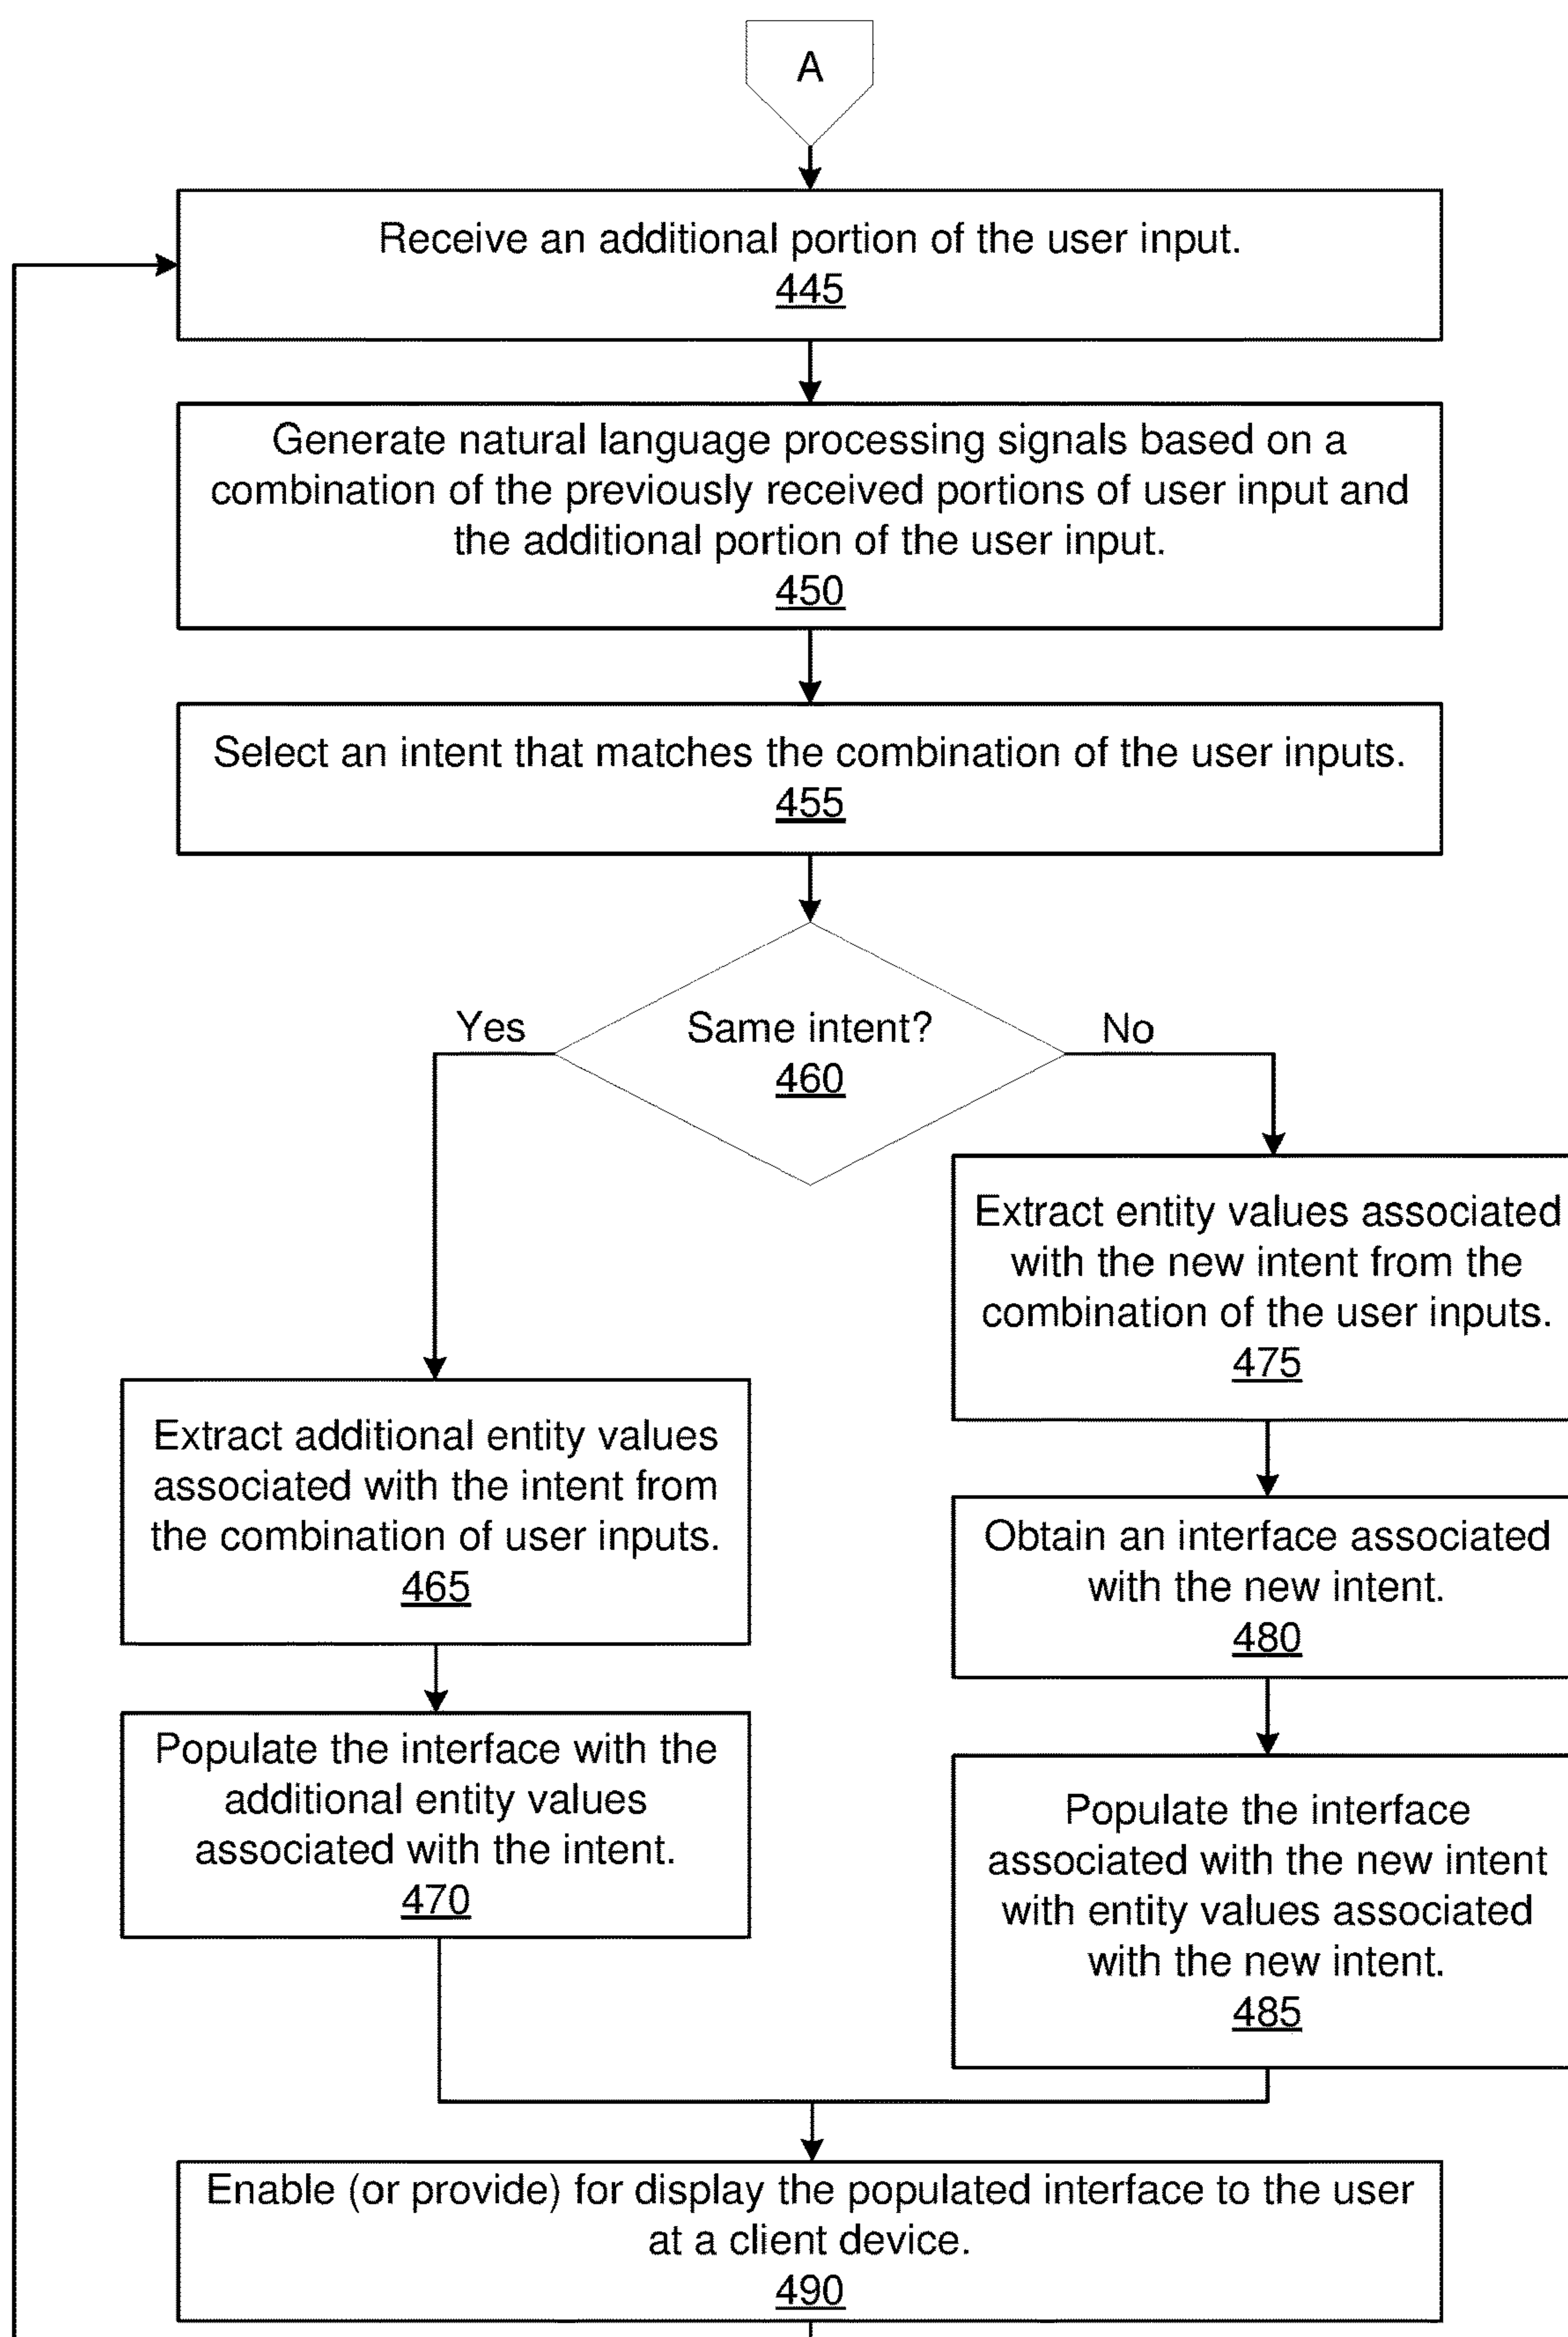 A
Receive an additional portion of the user input.
445
Generate natural language processing signals based on a
combination of the previously received portions of user input and
the additional portion of the user input.
450
Select an intent that matches the combination of the user inputs.
455
Yes
Same intent?
460
No
Extract additional entity values
associated with the intent from
the combination of user inputs.
465
Populate the interface with the
additional entity values
associated with the intent.
470
Extract entity values associated
with the new intent from the
combination of the user inputs.
475
Obtain an interface associated
with the new intent.
480
Populate the interface
associated with the new intent
with entity values associated
with the new intent.
485
Enable (or provide) for display the populated interface to the user
at a client device.
490